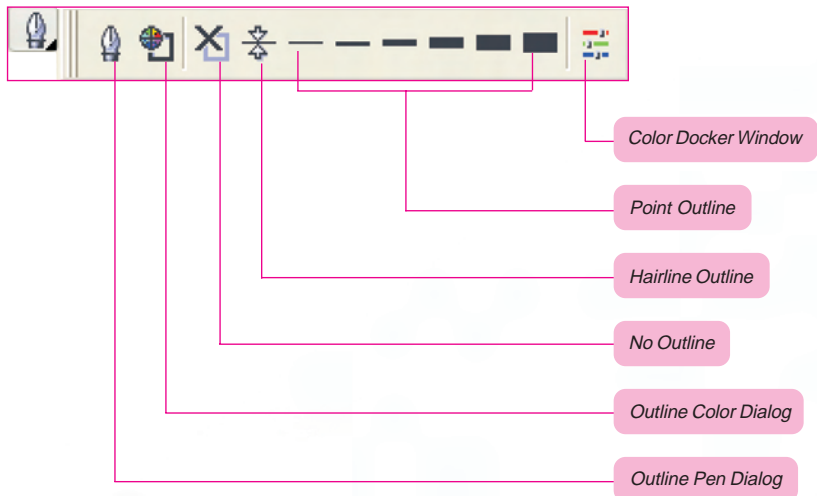 Color Docker Window
Point Outline
Hairline Outline
No Outline
Outline Color Dialog
Outline Pen Dialog